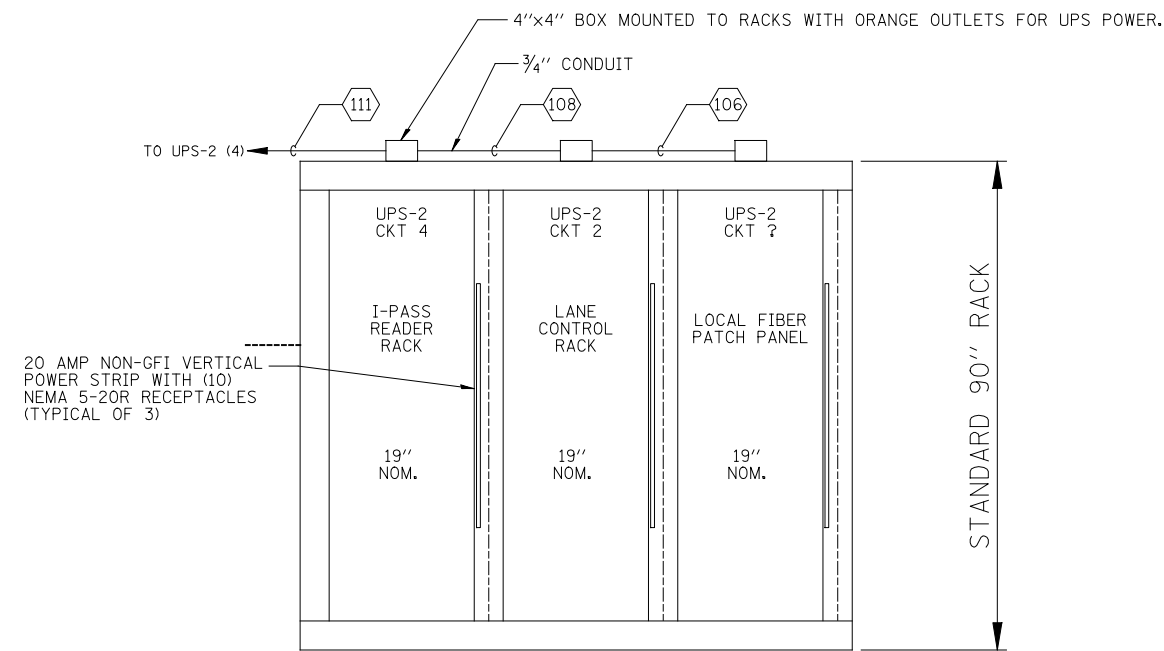 4"x4" BOX MOUNTED TO RACKS WITH ORANGE OUTLETS FOR UPS POWER.
3/4" CONDUIT
111
108
106
TO UPS-2 (4)
UPS-2
CKT 4
UPS-2
CKT 2
UPS-2
CKT ?
I-PASS
READER
RACK
LANE
CONTROL
RACK
LOCAL FIBER
PATCH PANEL
20 AMP NON-GFI VERTICAL
POWER STRIP WITH (10)
NEMA 5-20R RECEPTACLES
(TYPICAL OF 3)
19"
NOM.
19"
NOM.
19"
NOM.
STANDARD 90" RACK